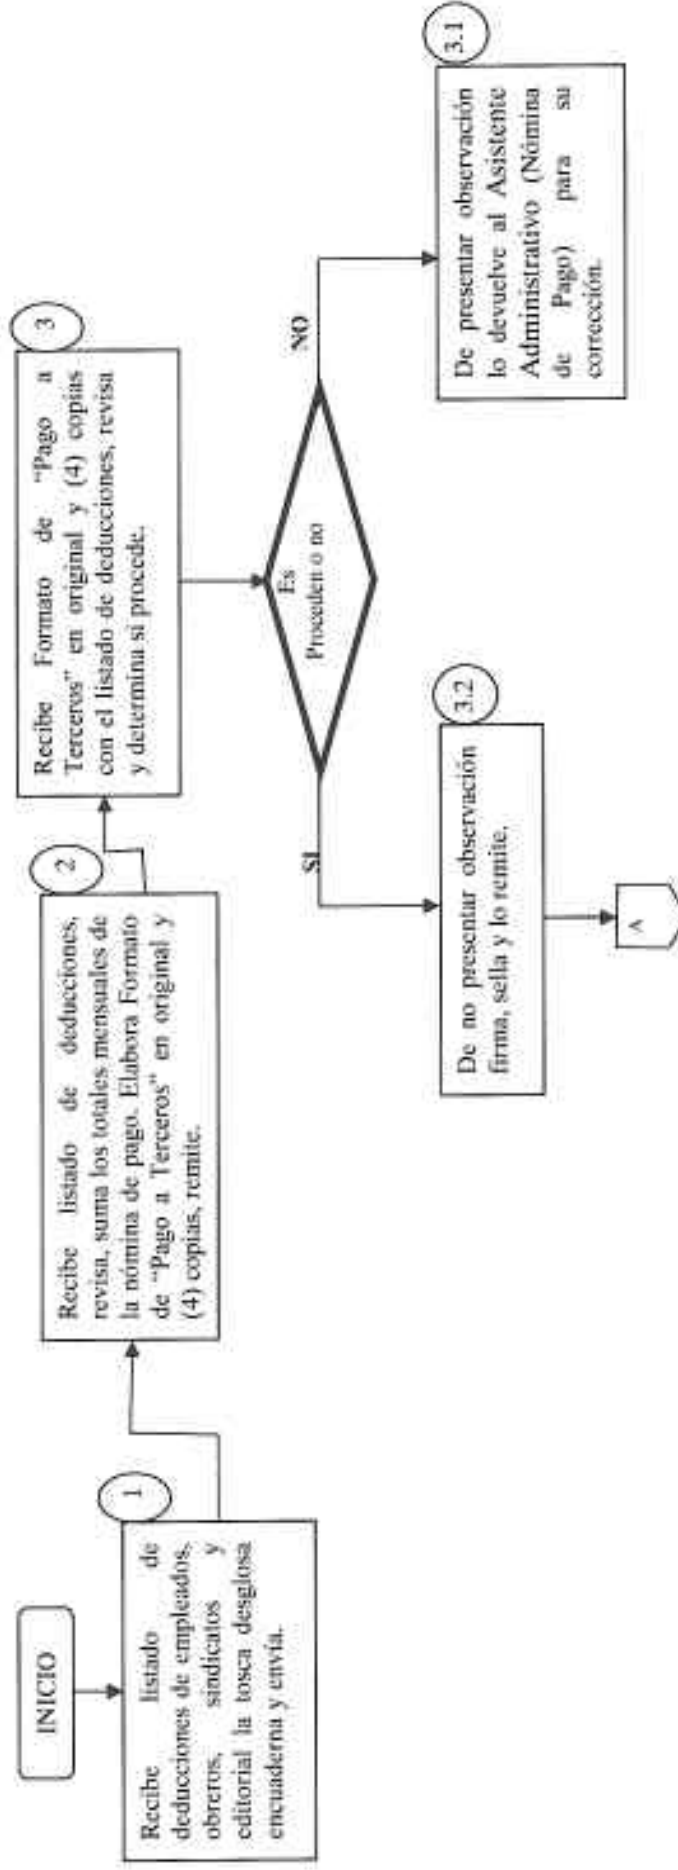 INICIO
1
Recibe listado de
deducciones de empleados,
obreros, sindicatos y
editorial la tosca desglosa
encuaderna y envía.
2
Recibe listado de deducciones,
revisa, suma los totales mensuales de
la nómina de pago. Elabora Formato
de “Pago a Terceros” en original y
(4) copias, remite.
3
Recibe Formato de “Pago a
Terceros” en original y (4) copias
con el listado de deducciones, revisa
y determina si procede.
Es
Proceden o no
SI
NO
3.2
De no presentar observación
firma, sella y lo remite.
A
3.1
De presentar observación
lo devuelve al Asistente
Administrativo (Nómina
de Pago) para su
corrección.